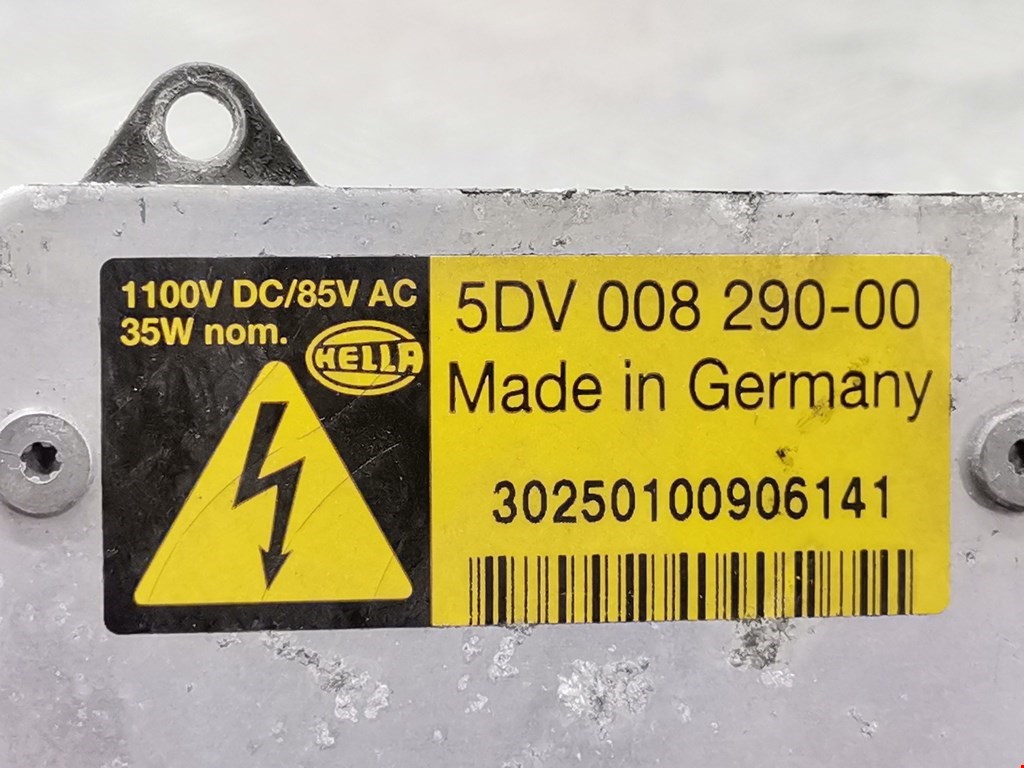 1100V DC/85V AC
35W nom.
HELLA
5DV 008 290-00
Made in Germany
30250100906141